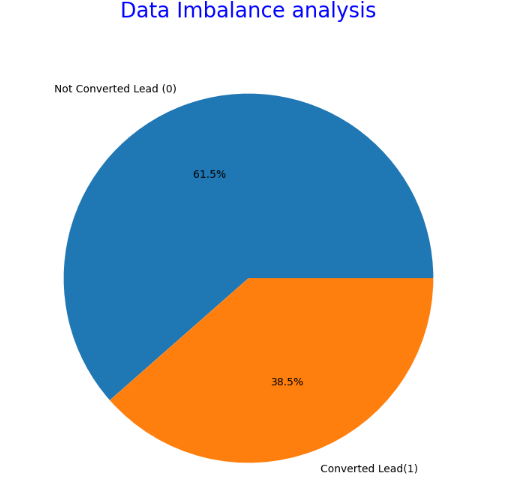 Data Imbalance analysis
Not Converted Lead (0)
61.5%
38.5%
Converted Lead(1)